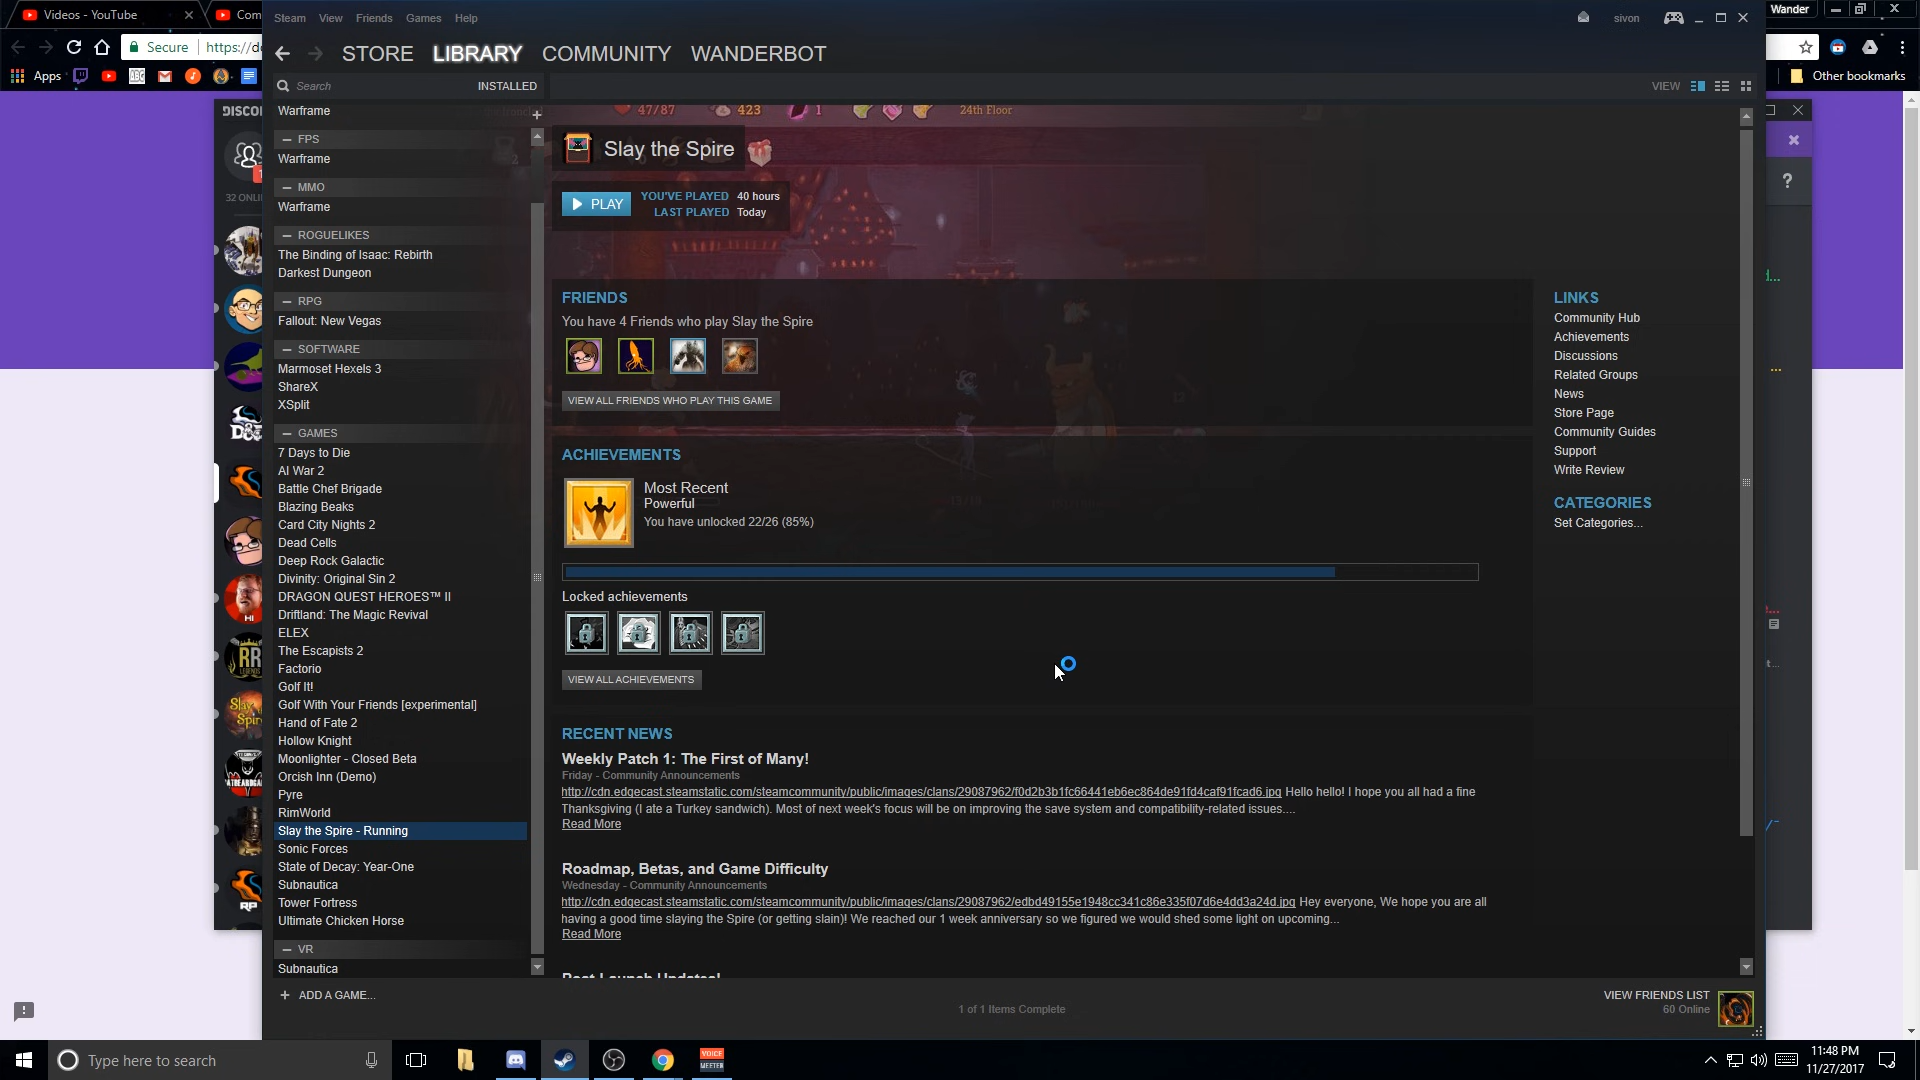 Videos - YouTube
Com
Wander
Steam View Friends Games Help
sivon
Secure https://de
STORE LIBRARY COMMUNITY WANDERBOT
Apps
Other bookmarks
Search
INSTALLED
VIEW
DISCO
32 ONLI
HI
Warframe
FPS
Warframe
MMO
Warframe
ROGUELIKES
The Binding of Isaac: Rebirth
Darkest Dungeon
RPG
Fallout: New Vegas
SOFTWARE
Marmoset Hexels 3
ShareX
XSplit
GAMES
7 Days to Die
AI War 2
Battle Chef Brigade
Blazing Beaks
Card City Nights 2
Dead Cells
Deep Rock Galactic
Divinity: Original Sin 2
DRAGON QUEST HEROES™ II
Driftland: The Magic Revival
ELEX
The Escapists 2
Factorio
Golf It!
Golf With Your Friends [experimental]
Hand of Fate 2
Hollow Knight
Moonlighter - Closed Beta
Orcish Inn (Demo)
Pyre
RimWorld
Slay the Spire - Running
Sonic Forces
State of Decay: Year-One
Subnautica
Tower Fortress
Ultimate Chicken Horse
VR
Subnautica
+ ADD A GAME...
47/87 423 1 24th Floor
Slay the Spire
PLAY
YOU'VE PLAYED 40 hours
LAST PLAYED Today
FRIENDS
You have 4 Friends who play Slay the Spire
VIEW ALL FRIENDS WHO PLAY THIS GAME
ACHIEVEMENTS
Most Recent
Powerful
You have unlocked 22/26 (85%)
Locked achievements
VIEW ALL ACHIEVEMENTS
RECENT NEWS
Weekly Patch 1: The First of Many!
Friday - Community Announcements
http://cdn.edgecast.steamstatic.com/steamcommunity/public/images/clans/29087962/f0d2b3b1fc66441eb6ec864de91fd4caf91fcad6.jpg Hello hello! I hope you all had a fine
Thanksgiving (I ate a Turkey sandwich). Most of next week's focus will be on improving the save system and compatibility-related issues....
Read More
Roadmap, Betas, and Game Difficulty
Wednesday - Community Announcements
http://cdn.edgecast.steamstatic.com/steamcommunity/public/images/clans/29087962/edbd49155e1948cc341c86e335f07d6e4dd3a24d.jpg Hey everyone, We hope you are all
having a good time slaying the Spire (or getting slain)! We reached our 1 week anniversary so we figured we would shed some light on upcoming...
Read More
Post Launch Updates!
LINKS
Community Hub
Achievements
Discussions
Related Groups
News
Store Page
Community Guides
Support
Write Review
CATEGORIES
Set Categories...
1 of 1 Items Complete
VIEW FRIENDS LIST
60 Online
Type here to search
VOICE
MEETER
11:48 PM
11/27/2017